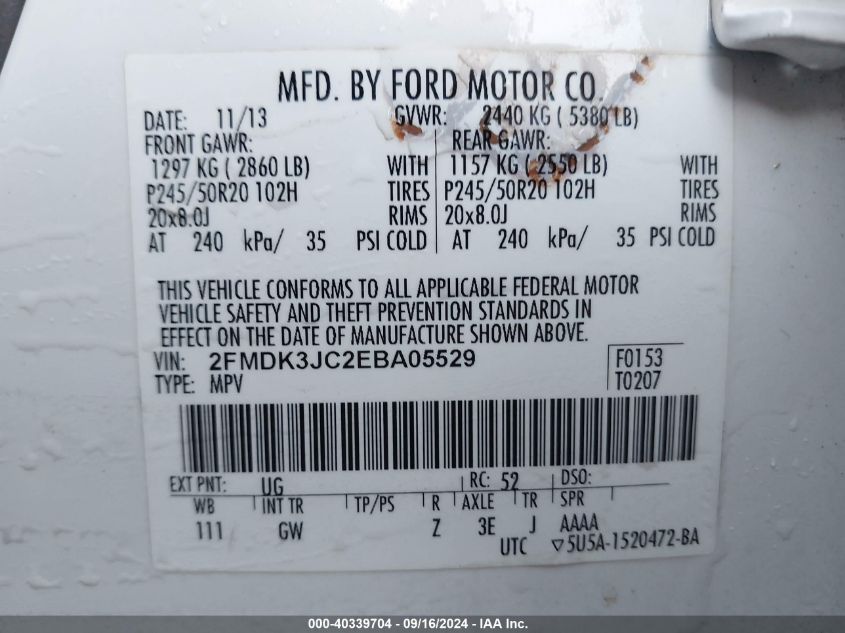 MFD. BY FORD MOTOR CO.
DATE: 11/13 GVWR: 2440 KG ( 5380 LB)
FRONT GAWR: REAR GAWR:
1297 KG ( 2860 LB) WITH 1157 KG ( 2550 LB) WITH
P245/50R20 102H TIRES P245/50R20 102H TIRES
20x8.0J RIMS 20x8.0J RIMS
AT 240 kPa/ 35 PSI COLD AT 240 kPa/ 35 PSI COLD
THIS VEHICLE CONFORMS TO ALL APPLICABLE FEDERAL MOTOR
VEHICLE SAFETY AND THEFT PREVENTION STANDARDS IN
EFFECT ON THE DATE OF MANUFACTURE SHOWN ABOVE.
VIN: 2FMDK3JC2EBA05529 F0153
TYPE: MPV T0207
EXT PNT: UG RC: 52 DSO:
WB INT TR TP/PS R AXLE TR SPR
111 GW Z 3E J AAAA
UTC ▽5U5A-1520472-BA
000-40339704 - 09/16/2024 - IAA Inc.